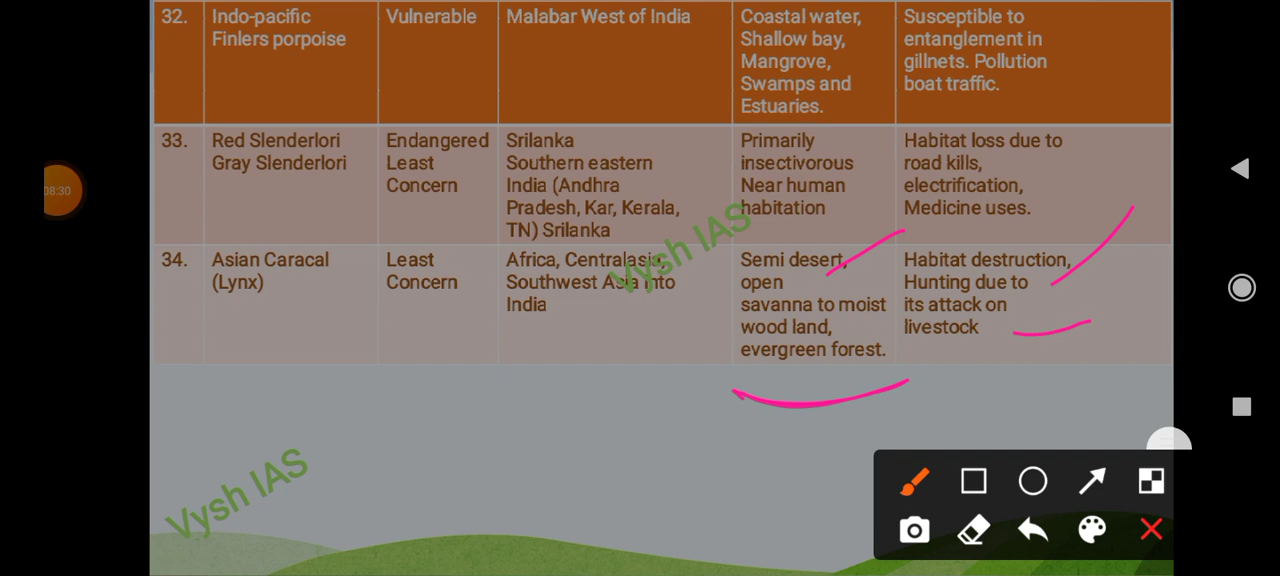 32.
Indo-pacific
Finlers porpoise
Vulnerable
Malabar West of India
Coastal water,
Shallow bay,
Mangrove,
Swamps and
Estuaries.
Susceptible to
entanglement in
gillnets. Pollution
boat traffic.
33.
Red Slenderlori
Gray Slenderlori
Endangered
Least
Concern
Srilanka
Southern eastern
India (Andhra
Pradesh, Kar, Kerala,
TN) Srilanka
Primarily
insectivorous
Near human
habitation
Habitat loss due to
road kills,
electrification,
Medicine uses.
34.
Asian Caracal
(Lynx)
Least
Concern
Africa, Centralasia,
Southwest Asia into
India
Semi desert,
open
savanna to moist
wood land,
evergreen forest.
Habitat destruction,
Hunting due to
its attack on
livestock
08:30
Vysh IAS
Vysh IAS